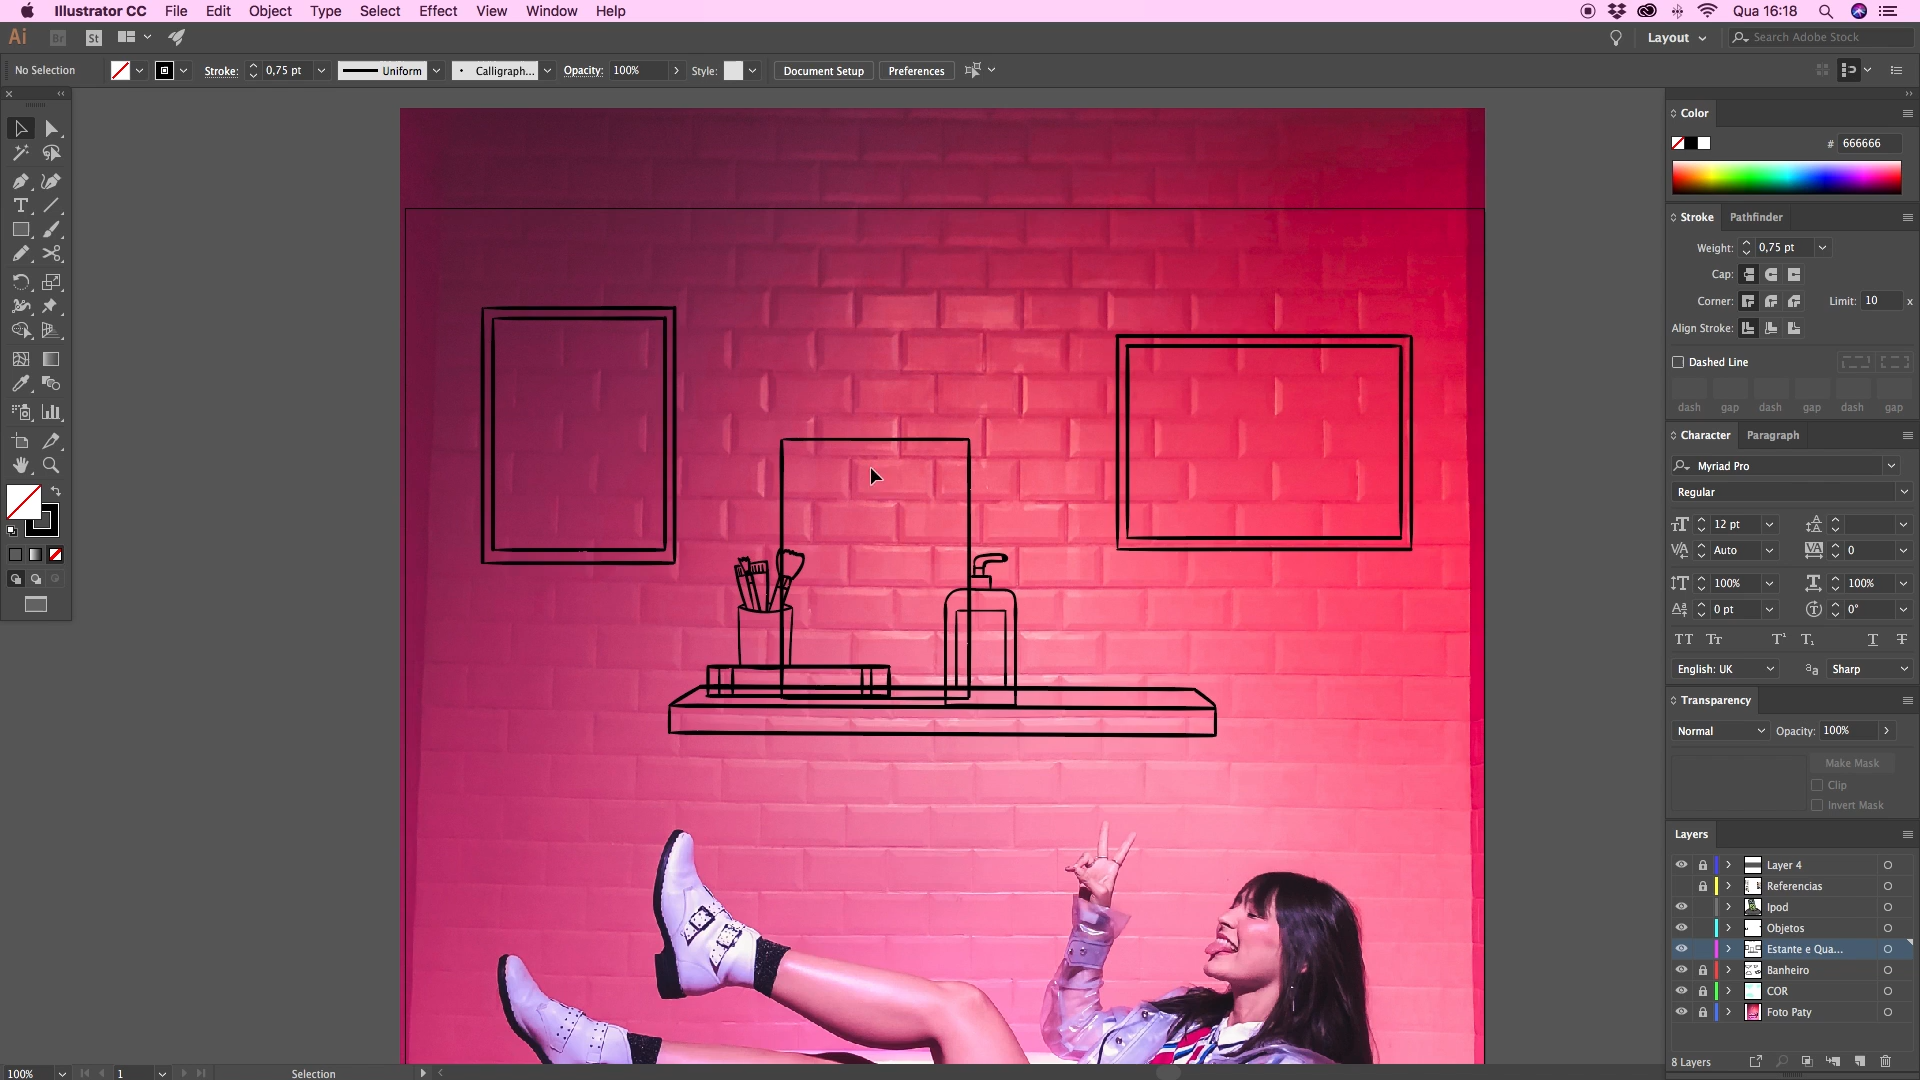 Illustrator CC File Edit Object Type Select Effect View Window Help Qua 16:18
Ai Br St Layout Search Adobe Stock
No Selection Stroke: 0,75 pt Uniform Calligraph... Opacity: 100% Style: Document Setup Preferences
Color
# 666666
Stroke Pathfinder
Weight: 0,75 pt
Cap:
Corner: Limit: 10 x
Align Stroke:
Dashed Line
dash gap dash gap dash gap
Character Paragraph
Myriad Pro
Regular
12 pt
Auto 0
100% 100%
0 pt 0°
English: UK Sharp
Transparency
Normal Opacity: 100%
Make Mask
Clip
Invert Mask
Layers
Layer 4
Referencias
Ipod
Objetos
Estante e Qua...
Banheiro
COR
Foto Paty
8 Layers
100% 1 Selection